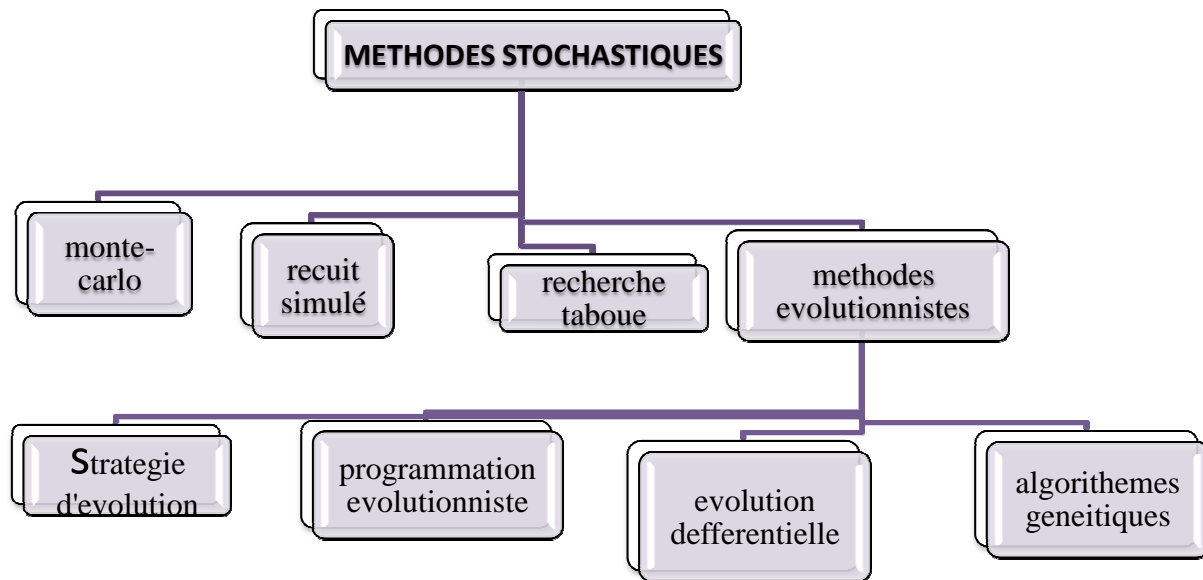 METHODES STOCHASTIQUES
monte-
carlo
recuit
simulé
recherche
taboue
methodes
evolutionnistes
Strategie
d'evolution
programmation
evolutionniste
evolution
defferentielle
algorithemes
geneitiques